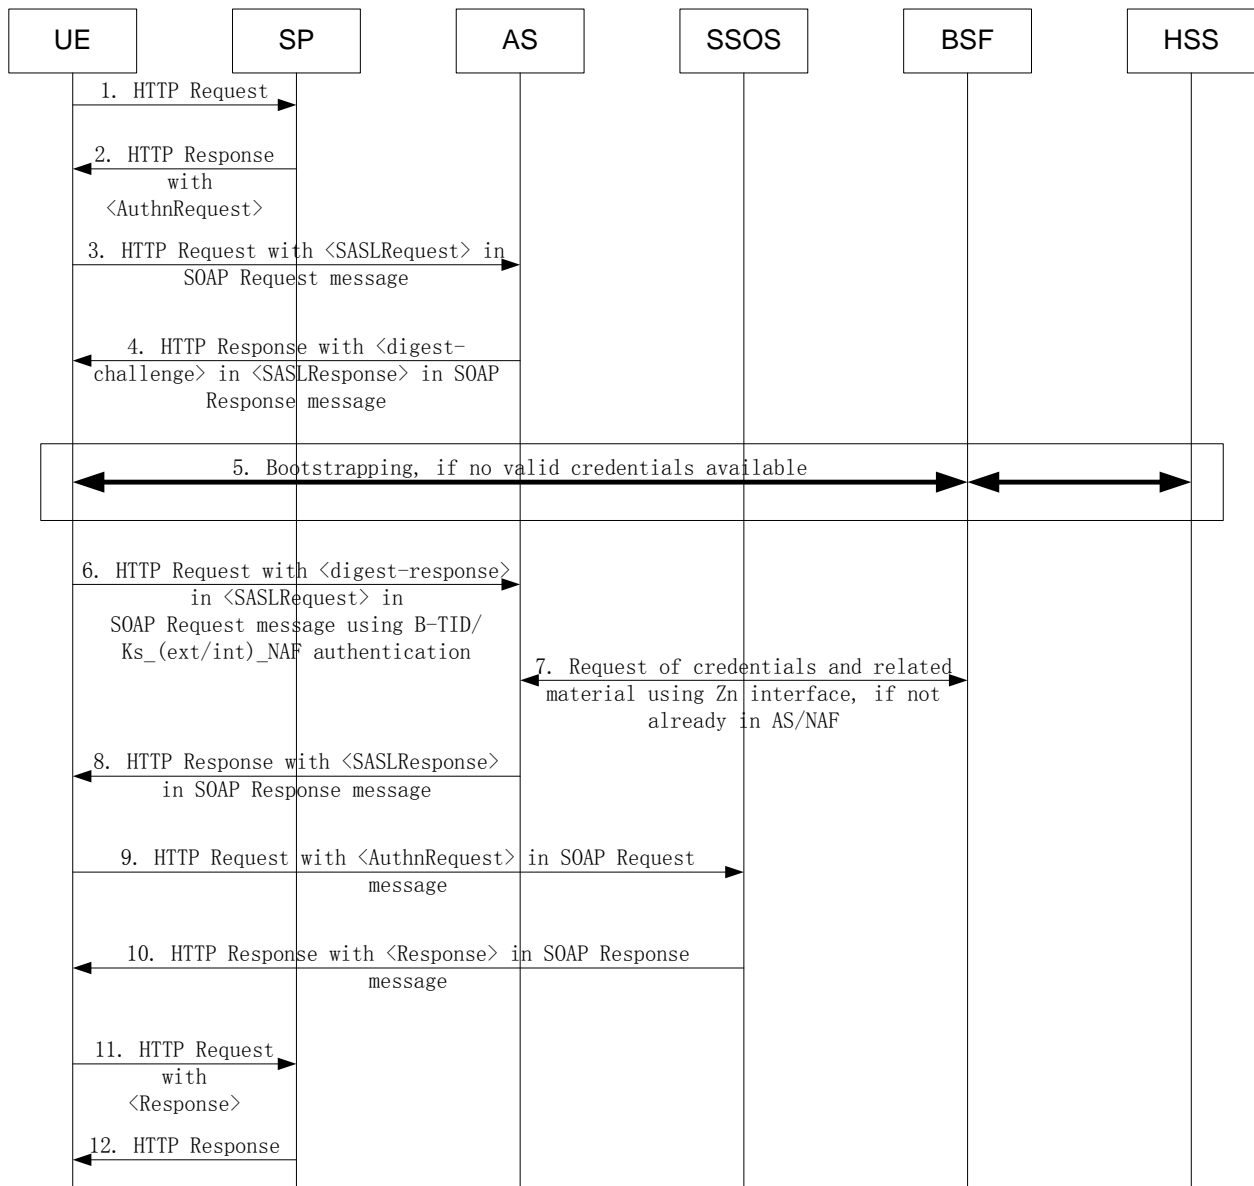 UE
SP
AS
SSOS
BSF
HSS
1. HTTP Request
2. HTTP Response
with
<AuthnRequest>
3. HTTP Request with <SASLRequest> in
SOAP Request message
4. HTTP Response with <digest-
challenge> in <SASLResponse> in SOAP
Response message
5. Bootstrapping, if no valid credentials available
6. HTTP Request with <digest-response>
in <SASLRequest> in
SOAP Request message using B-TID/
Ks_(ext/int)_NAF authentication
7. Request of credentials and related
material using Zn interface, if not
already in AS/NAF
8. HTTP Response with <SASLResponse>
in SOAP Response message
9. HTTP Request with <AuthnRequest> in SOAP Request
message
10. HTTP Response with <Response> in SOAP Response
message
11. HTTP Request
with
<Response>
12. HTTP Response